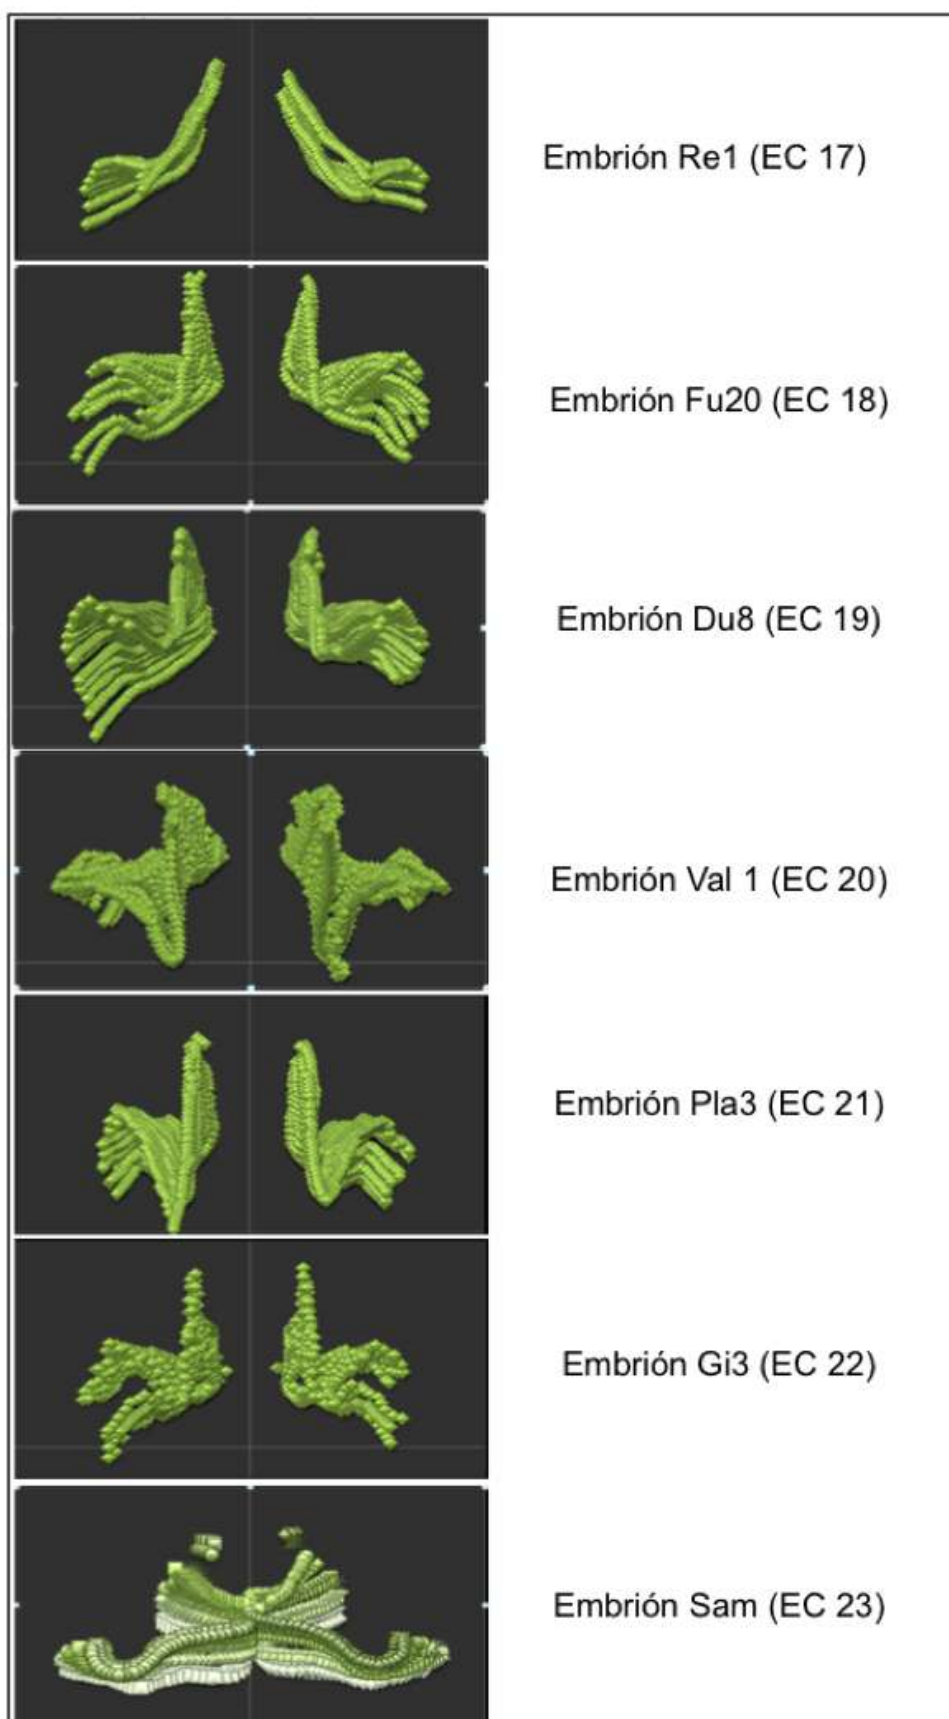 Embrión Re1 (EC 17)
Embrión Fu20 (EC 18)
Embrión Du8 (EC 19)
Embrión Val 1 (EC 20)
Embrión Pla3 (EC 21)
Embrión Gi3 (EC 22)
Embrión Sam (EC 23)